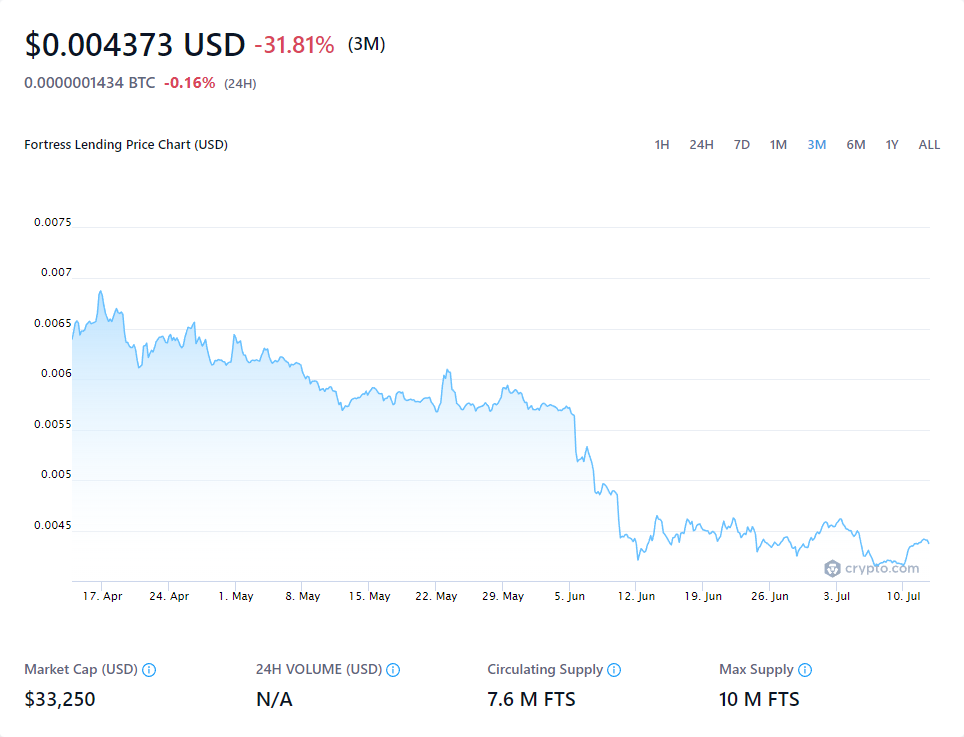 $0.004373 USD -31.81% (3M)
0.0000001434 BTC -0.16% (24H)
Fortress Lending Price Chart (USD) 1H 24H 7D 1M 3M 6M 1Y ALL
0.0075
0.007
0.0065
0.006
0.0055
0.005
0.0045
crypto.com
17. Apr 24. Apr 1. May 8. May 15. May 22. May 29. May 5. Jun 12. Jun 19. Jun 26. Jun 3. Jul 10. Jul
Market Cap (USD) 24H VOLUME (USD) Circulating Supply Max Supply
$33,250 N/A 7.6 M FTS 10 M FTS